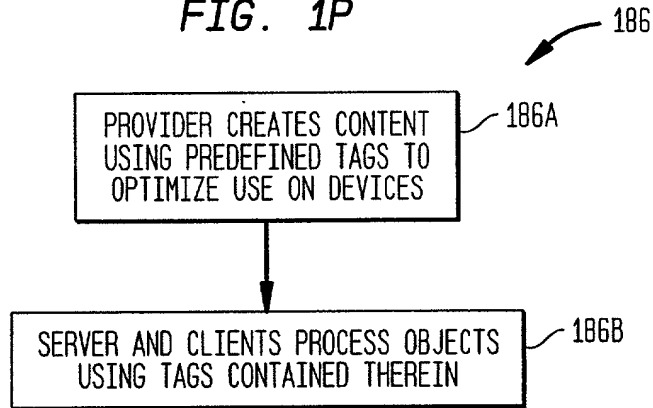 FIG. 1P
186
PROVIDER CREATES CONTENT
USING PREDEFINED TAGS TO
OPTIMIZE USE ON DEVICES
186A
SERVER AND CLIENTS PROCESS OBJECTS
USING TAGS CONTAINED THEREIN
186B